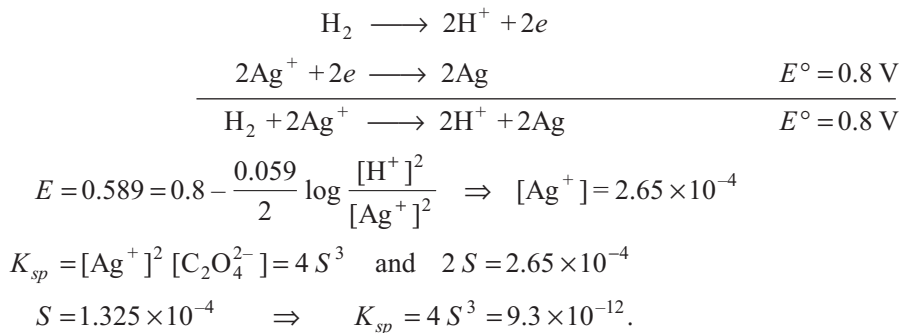 H₂ ⟶ 2H⁺ + 2e
2Ag⁺ + 2e ⟶ 2Ag E° = 0.8 V
H₂ + 2Ag⁺ ⟶ 2H⁺ + 2Ag E° = 0.8 V
E = 0.589 = 0.8 – 0.059/2 log [H⁺]²/[Ag⁺]² ⇒ [Ag⁺] = 2.65 × 10⁻⁴
Kₛₚ = [Ag⁺]² [C₂O₄²⁻] = 4 S³ and 2 S = 2.65 × 10⁻⁴
S = 1.325 × 10⁻⁴ ⇒ Kₛₚ = 4 S³ = 9.3 × 10⁻¹².